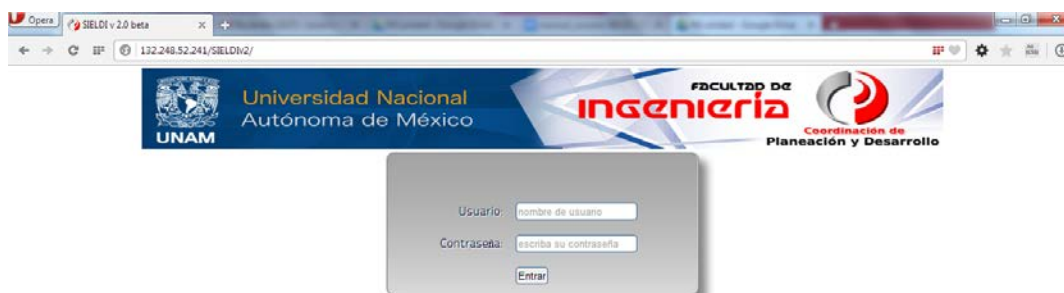 Opera
SIELDI v 2.0 beta
132.248.52.241/SIELDIv2/
UNAM
Universidad Nacional
Autónoma de México
FACULTAD DE
INGENIERÍA
Coordinación de
Planeación y Desarrollo
Usuario:
nombre de usuario
Contraseña:
escriba su contraseña
Entrar